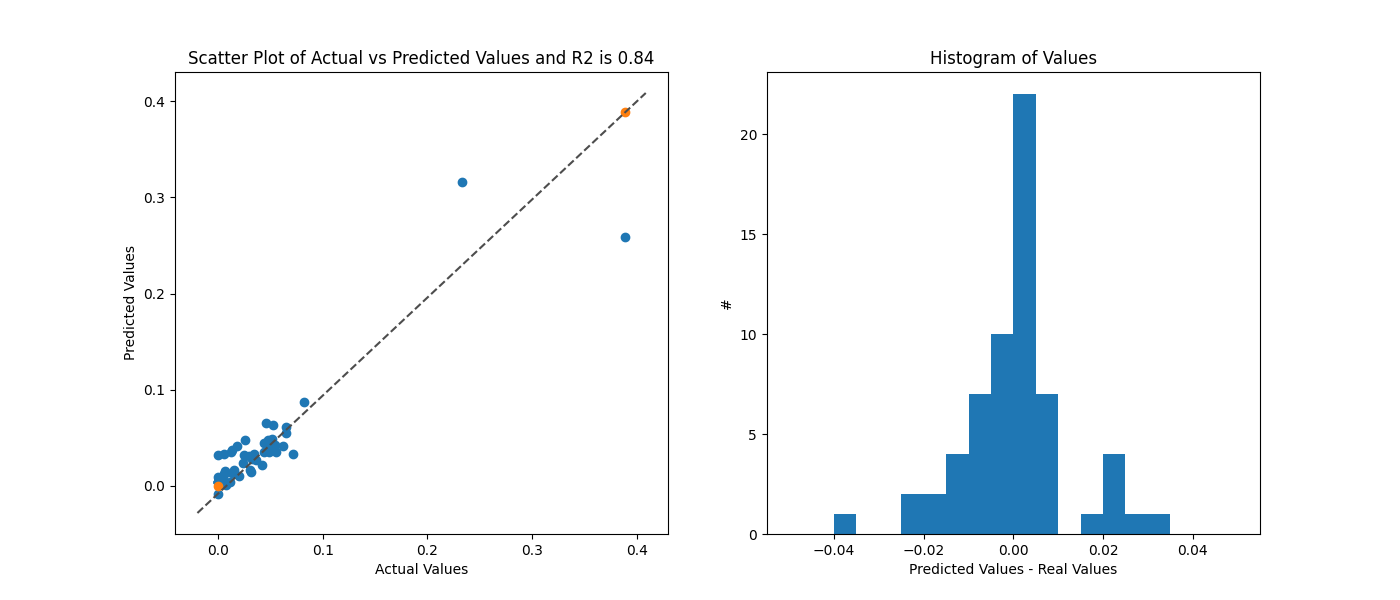 Scatter Plot of Actual vs Predicted Values and R2 is 0.84
0.4
0.3
0.2
0.1
0.0
Predicted Values
0.0 0.1 0.2 0.3 0.4
Actual Values
Histogram of Values
20
15
10
5
0
#
−0.04 −0.02 0.00 0.02 0.04
Predicted Values - Real Values